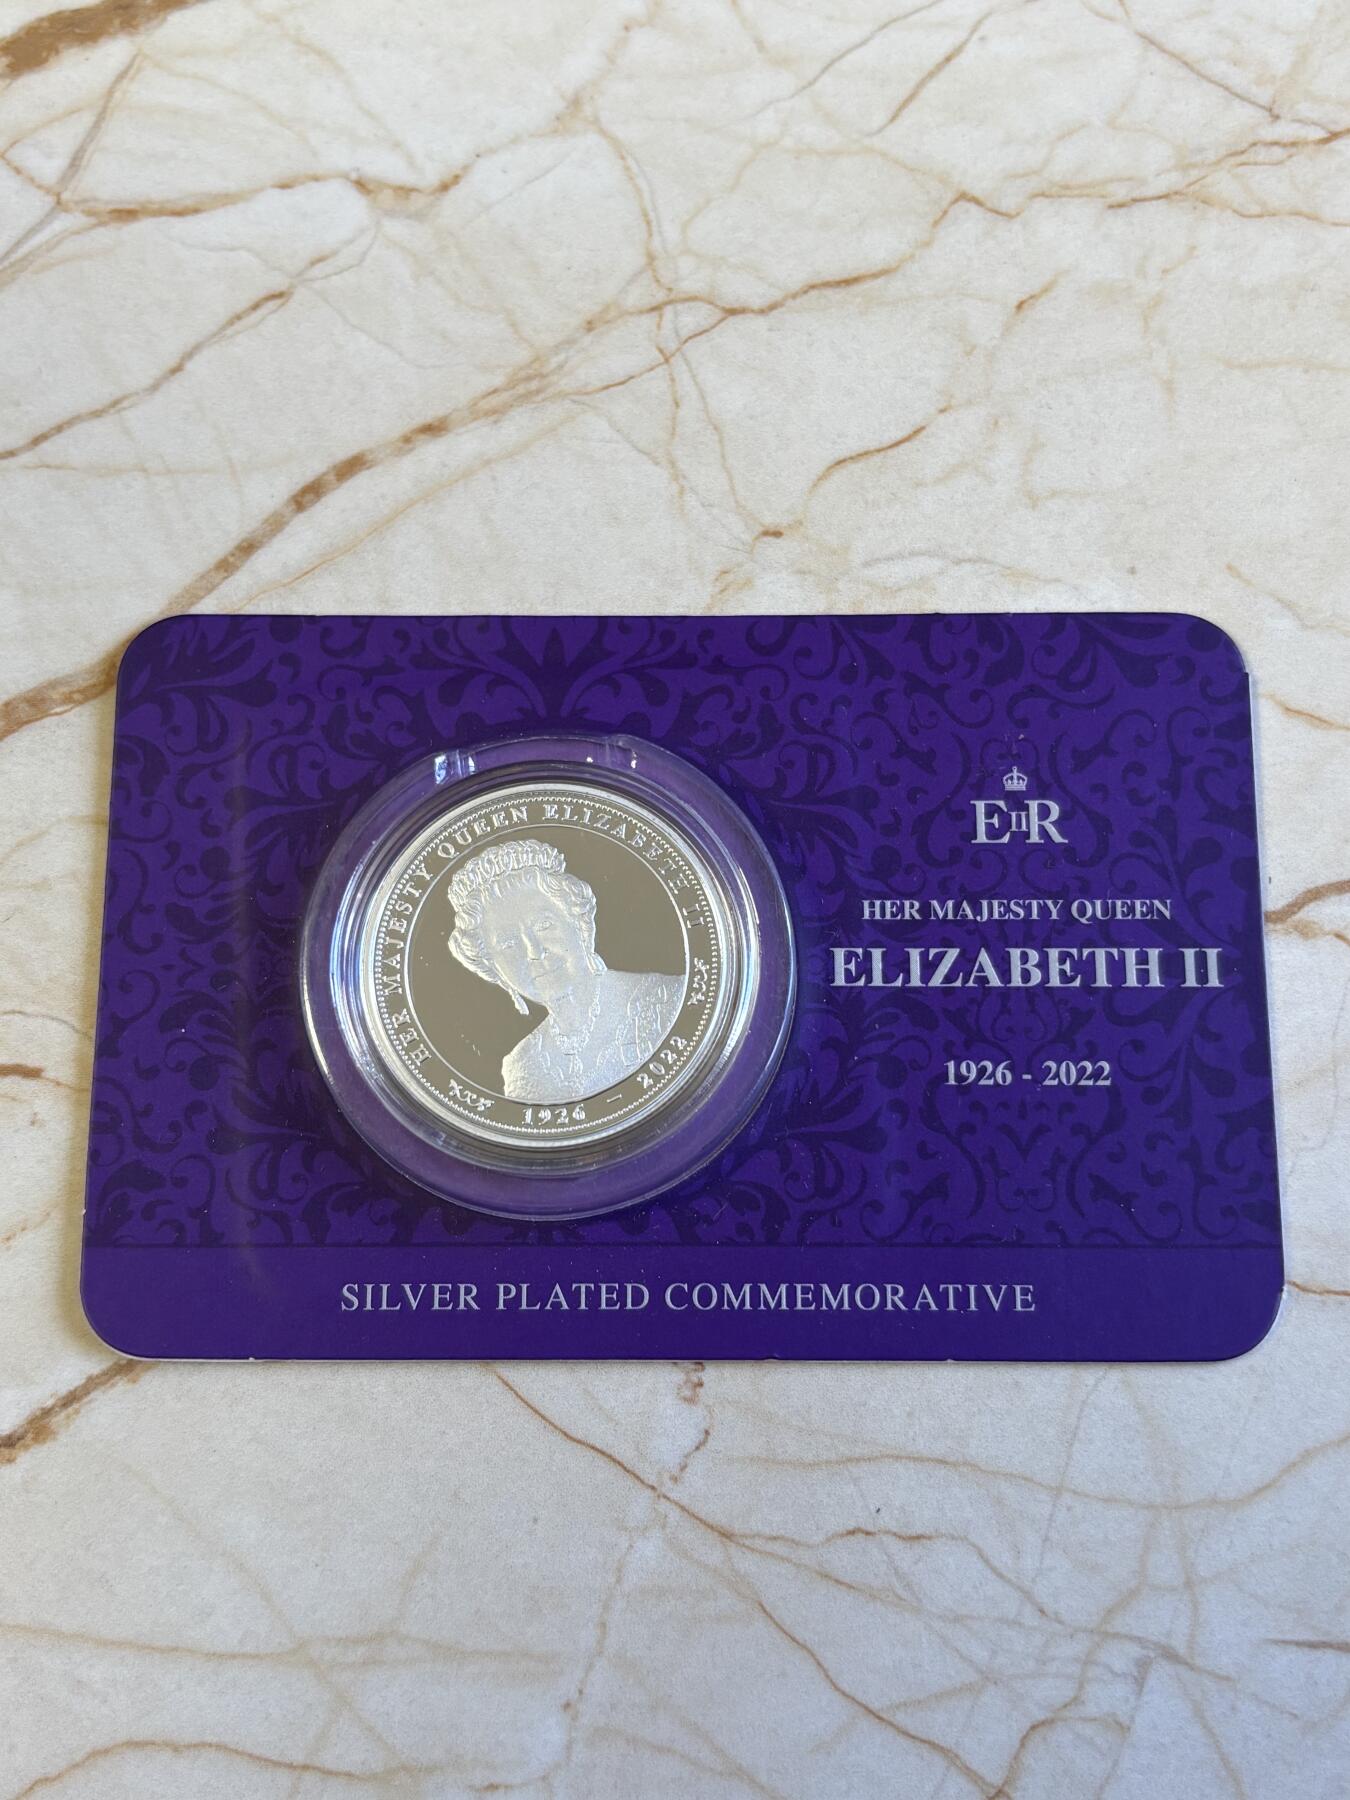 HER MAJESTY QUEEN ELIZABETH II
1926 - 2022
EIIR
HER MAJESTY QUEEN
ELIZABETH II
1926 - 2022
SILVER PLATED COMMEMORATIVE